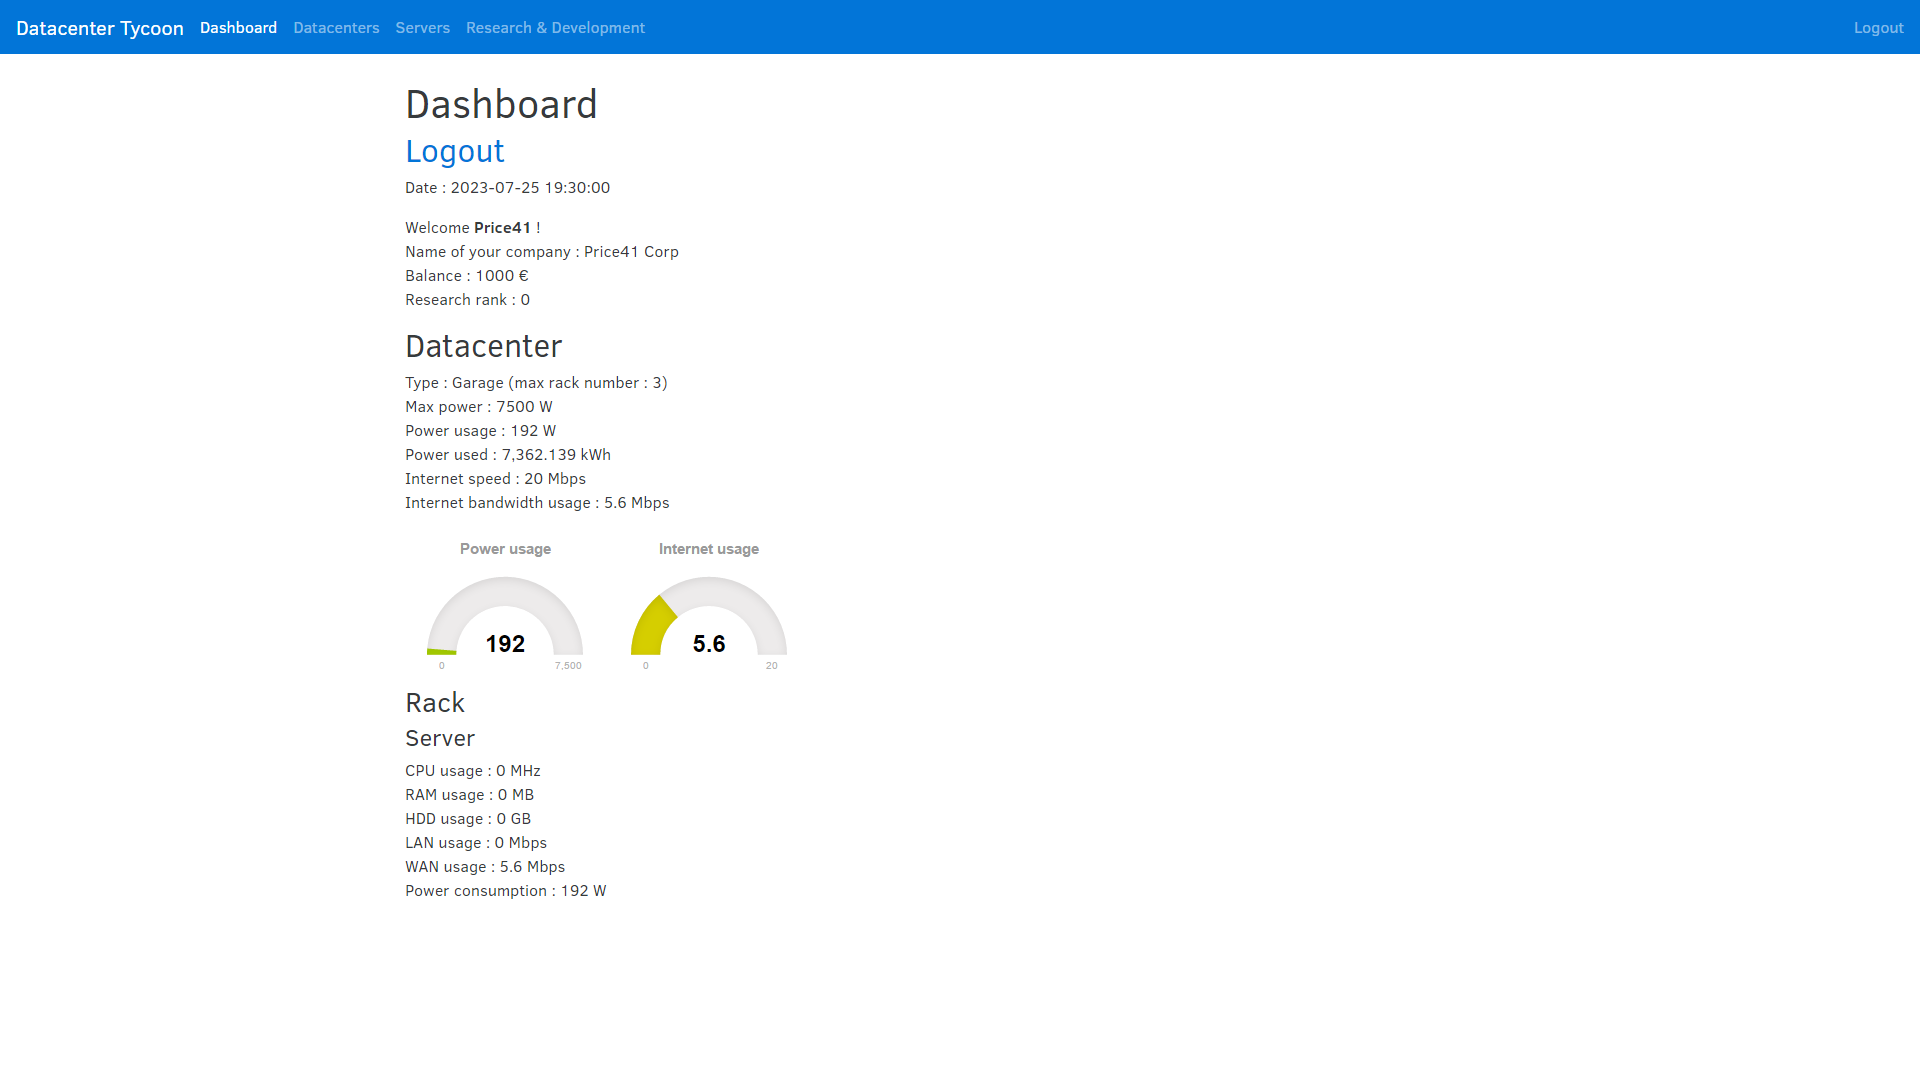 Datacenter Tycoon Dashboard Datacenters Servers Research & Development Logout
Dashboard
Logout
Date : 2023-07-25 19:30:00
Welcome Price41 !
Name of your company : Price41 Corp
Balance : 1000 €
Research rank : 0
Datacenter
Type : Garage (max rack number : 3)
Max power : 7500 W
Power usage : 192 W
Power used : 7,362.139 kWh
Internet speed : 20 Mbps
Internet bandwidth usage : 5.6 Mbps
Power usage
192
0 7,500
Internet usage
5.6
0 20
Rack
Server
CPU usage : 0 MHz
RAM usage : 0 MB
HDD usage : 0 GB
LAN usage : 0 Mbps
WAN usage : 5.6 Mbps
Power consumption : 192 W